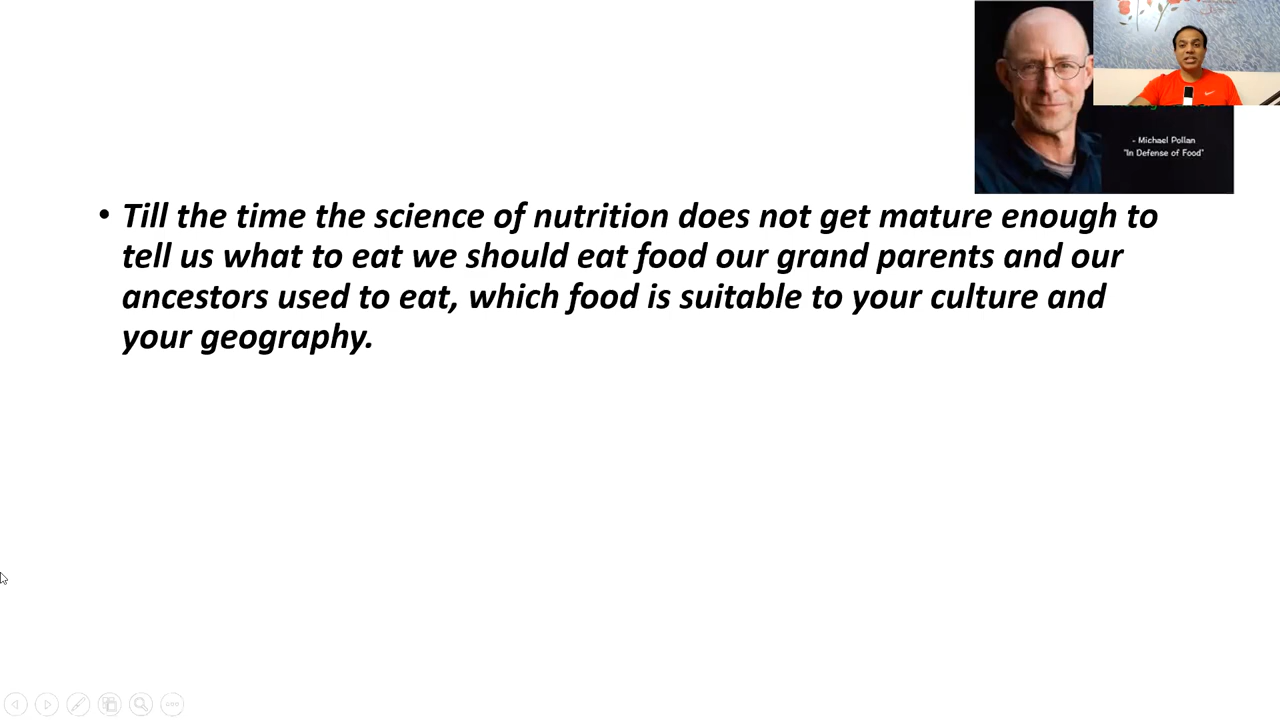 - Michael Pollan
"In Defense of Food"
• Till the time the science of nutrition does not get mature enough to
tell us what to eat we should eat food our grand parents and our
ancestors used to eat, which food is suitable to your culture and
your geography.